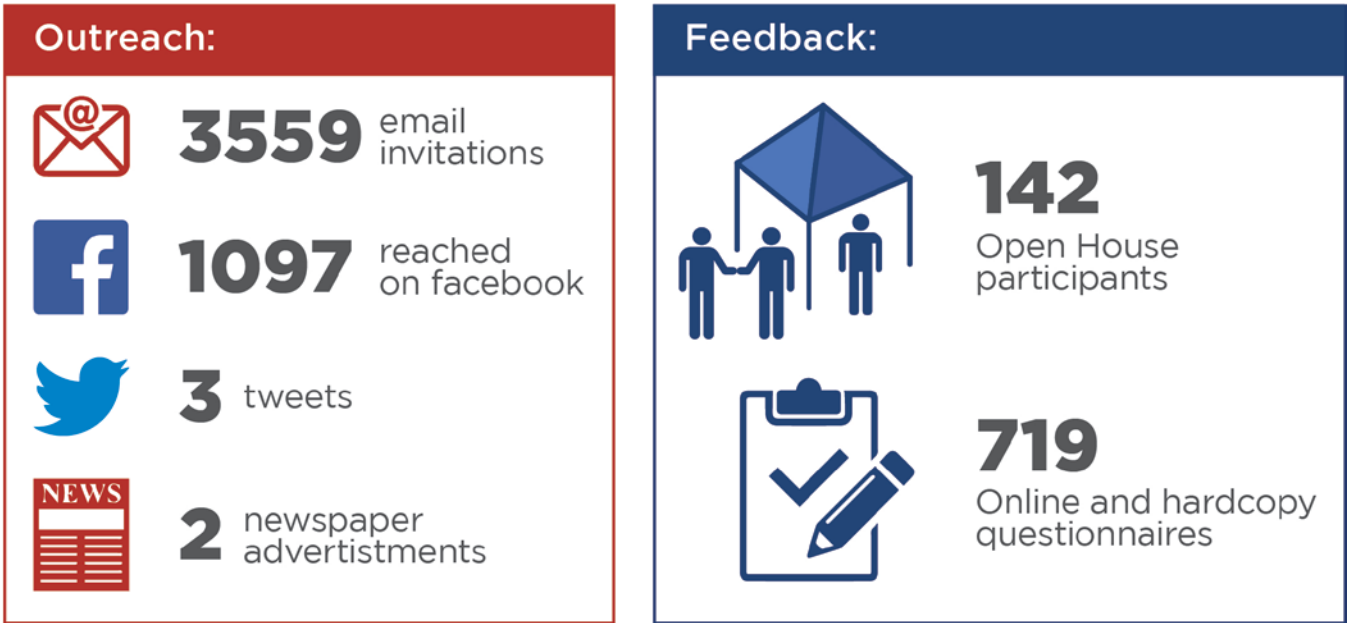 Outreach:
@
3559 email
invitations
f
1097 reached
on facebook
3 tweets
NEWS
2 newspaper
advertistments
Feedback:
142
Open House
participants
719
Online and hardcopy
questionnaires